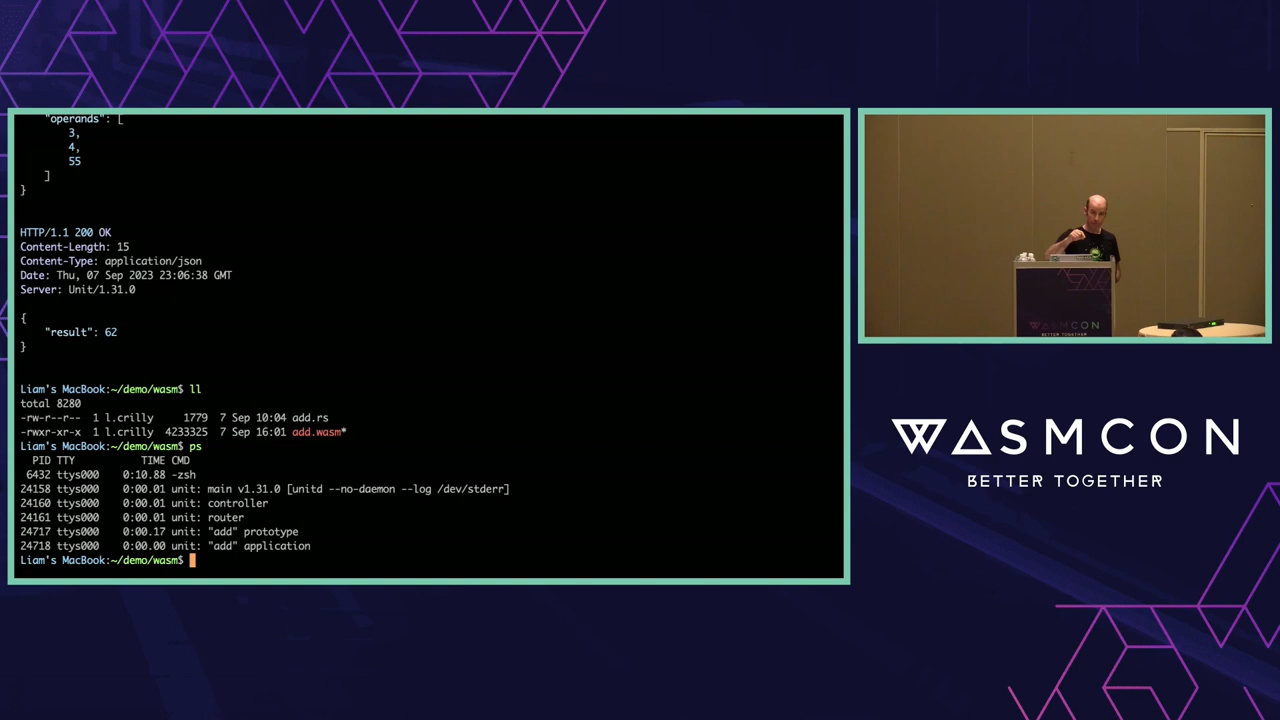 "operands": [
3,
4,
55
]
}
HTTP/1.1 200 OK
Content-Length: 15
Content-Type: application/json
Date: Thu, 07 Sep 2023 23:06:38 GMT
Server: Unit/1.31.0
{
"result": 62
}
Liam's MacBook:~/demo/wasm$ ll
total 8280
-rw-r--r-- 1 l.crilly 1779 7 Sep 10:04 add.rs
-rwxr-xr-x 1 l.crilly 4233325 7 Sep 16:01 add.wasm*
Liam's MacBook:~/demo/wasm$ ps
PID TTY TIME CMD
6432 ttys000 0:10.88 -zsh
24158 ttys000 0:00.01 unit: main v1.31.0 [unitd --no-daemon --log /dev/stderr]
24160 ttys000 0:00.01 unit: controller
24161 ttys000 0:00.01 unit: router
24717 ttys000 0:00.17 unit: "add" prototype
24718 ttys000 0:00.00 unit: "add" application
Liam's MacBook:~/demo/wasm$
WASMCON
BETTER TOGETHER
WASMCON
BETTER TOGETHER